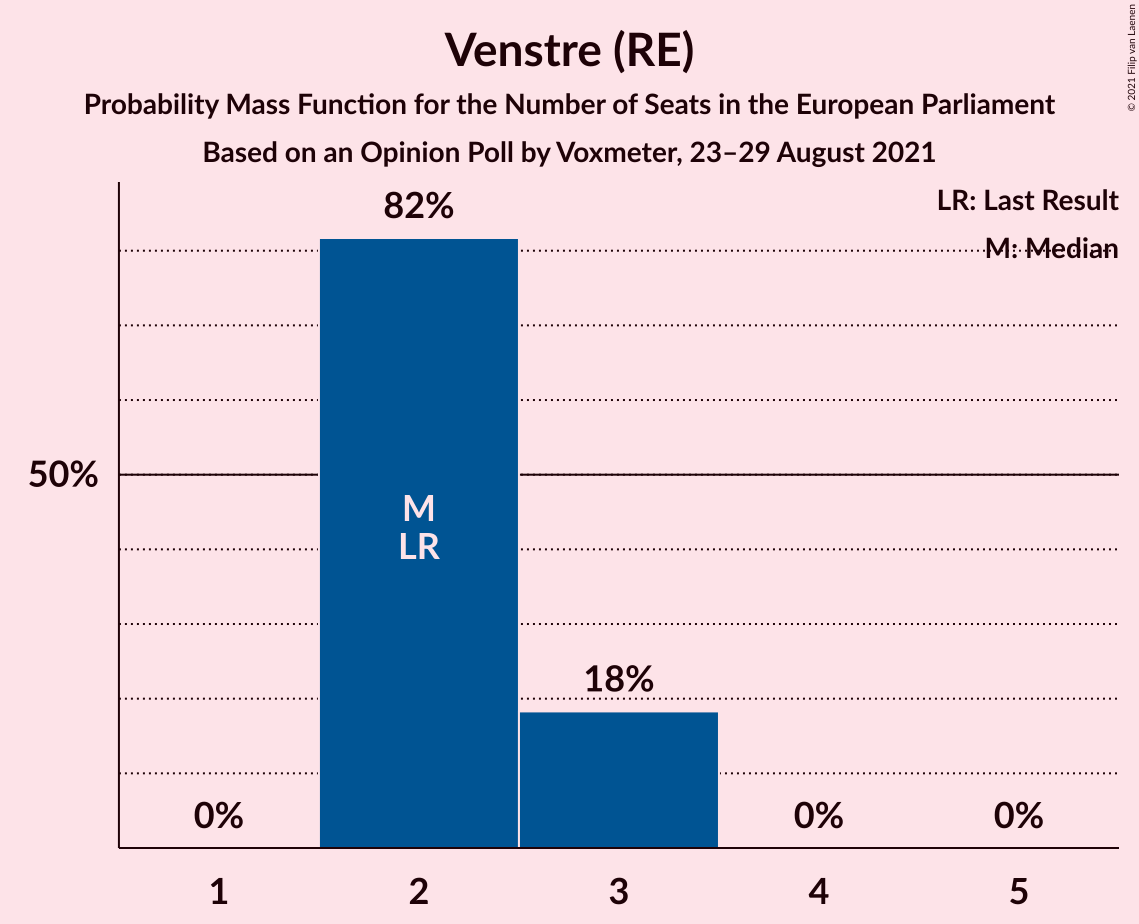 Venstre (RE)
Probability Mass Function for the Number of Seats in the European Parliament
Based on an Opinion Poll by Voxmeter, 23–29 August 2021
© 2021 Filip van Laenen
LR: Last Result
M: Median
82%
50%
M
LR
18%
0%
0%
0%
1
2
3
4
5